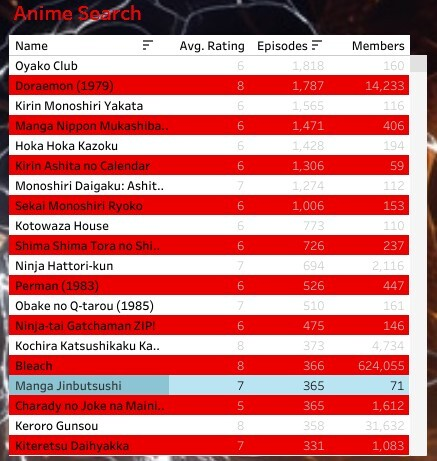 Anime Search
Name Avg. Rating Episodes Members
Oyako Club 6 1,818 160
Doraemon (1979) 8 1,787 14,233
Kirin Monoshiri Yakata 6 1,565 116
Manga Nippon Mukashiba.. 6 1,471 406
Hoka Hoka Kazoku 6 1,428 194
Kirin Ashita no Calendar 6 1,306 59
Monoshiri Daigaku: Ashit.. 7 1,274 112
Sekai Monoshiri Ryoko 6 1,006 153
Kotowaza House 6 773 110
Shima Shima Tora no Shi.. 6 726 237
Ninja Hattori-kun 7 694 2,116
Perman (1983) 6 526 447
Obake no Q-tarou (1985) 7 510 161
Ninja-tai Gatchaman ZIP! 6 475 146
Kochira Katsushikaku Ka.. 8 373 4,734
Bleach 8 366 624,055
Manga Jinbutsushi 7 365 71
Charady no Joke na Maini.. 5 365 1,612
Keroro Gunsou 8 358 31,632
Kiteretsu Daihyakka 7 331 1,083